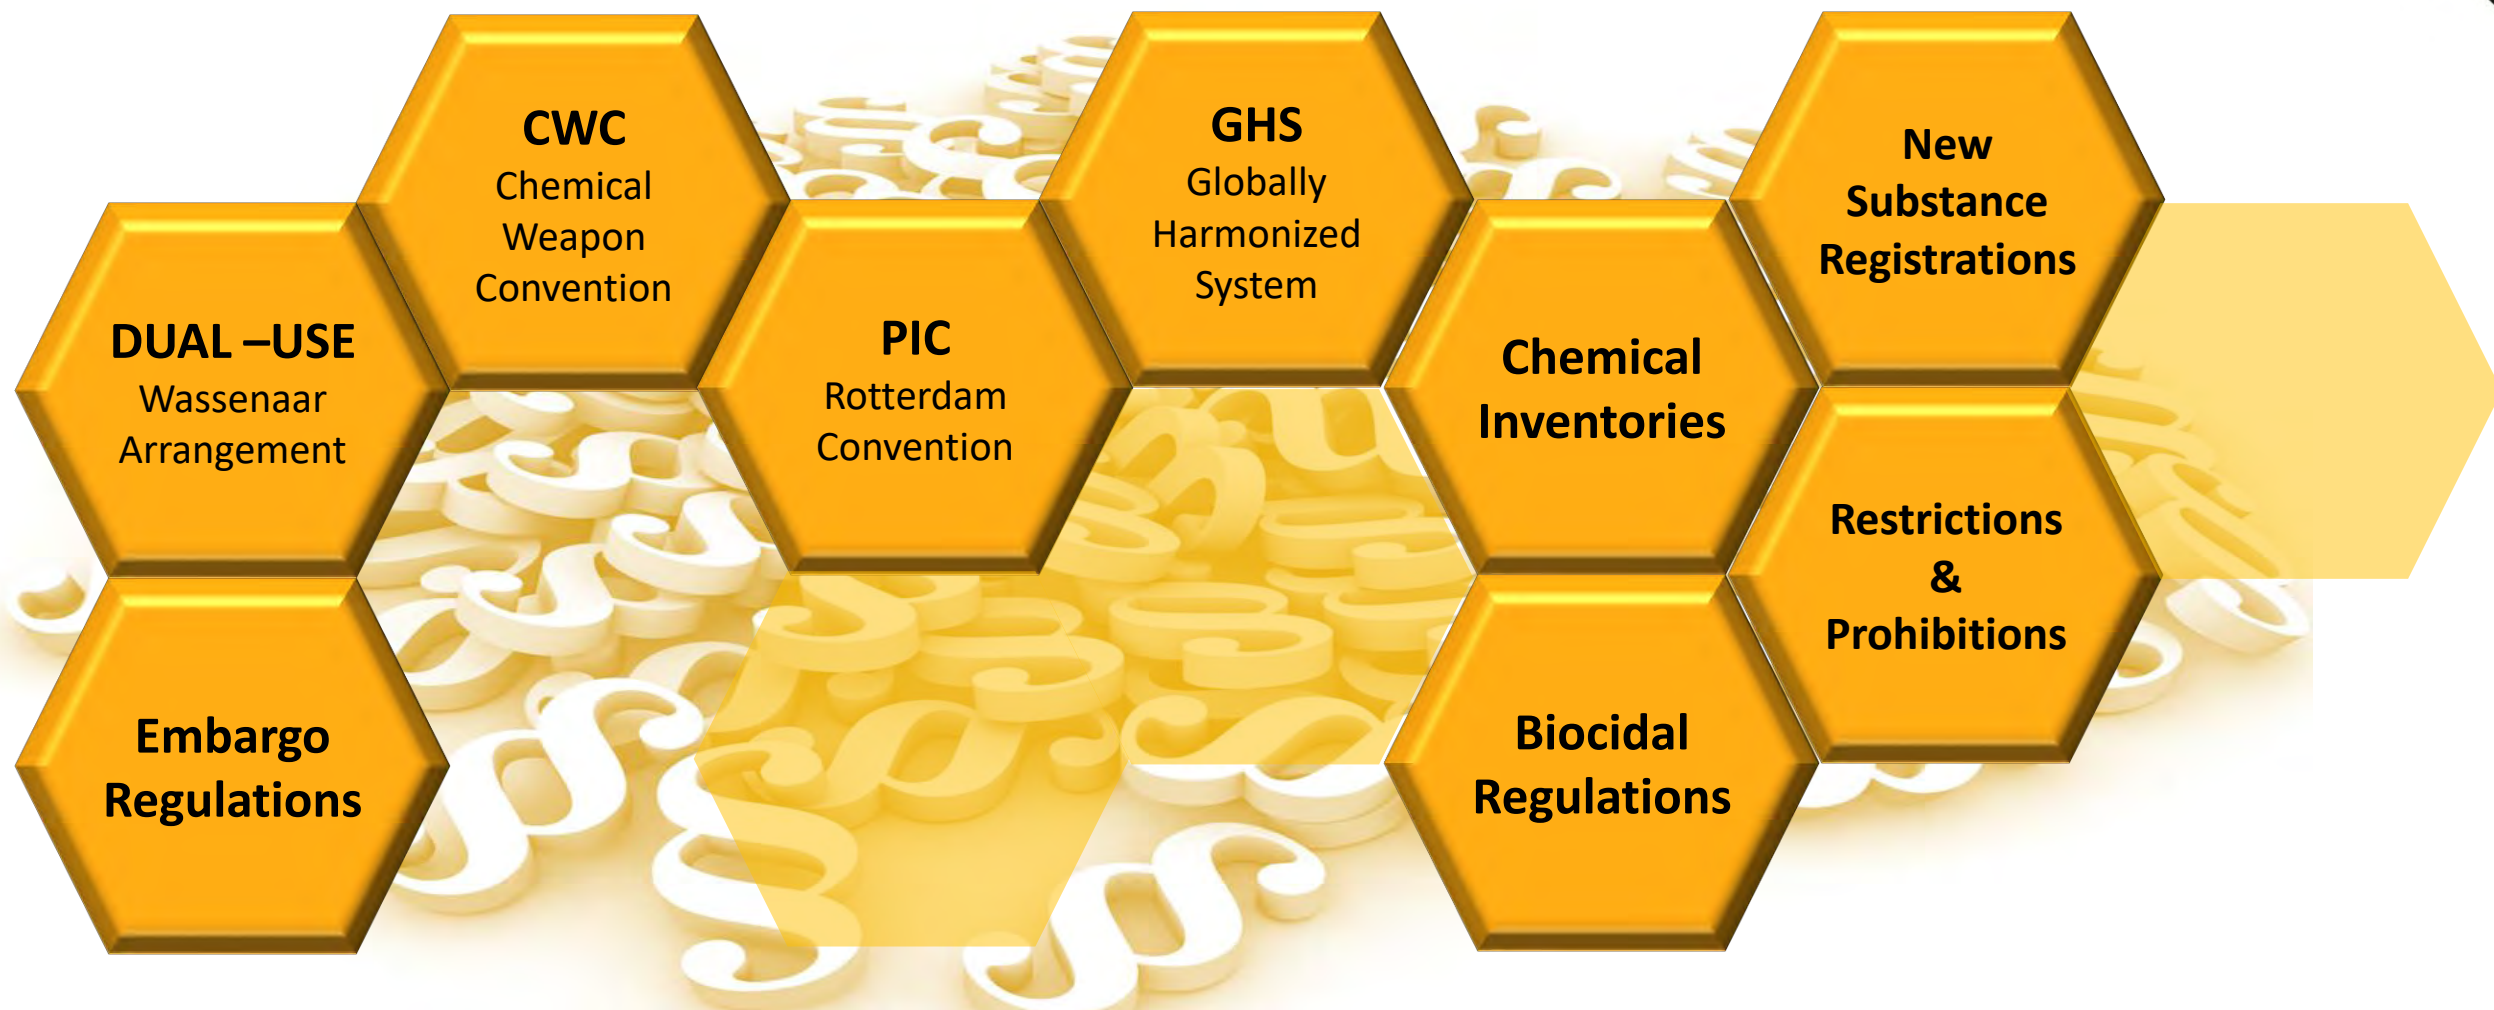 CWC
Chemical
Weapon
Convention
GHS
Globally
Harmonized
System
New
Substance
Registrations
DUAL –USE
Wassenaar
Arrangement
PIC
Rotterdam
Convention
Chemical
Inventories
Restrictions
&
Prohibitions
Embargo
Regulations
Biocidal
Regulations